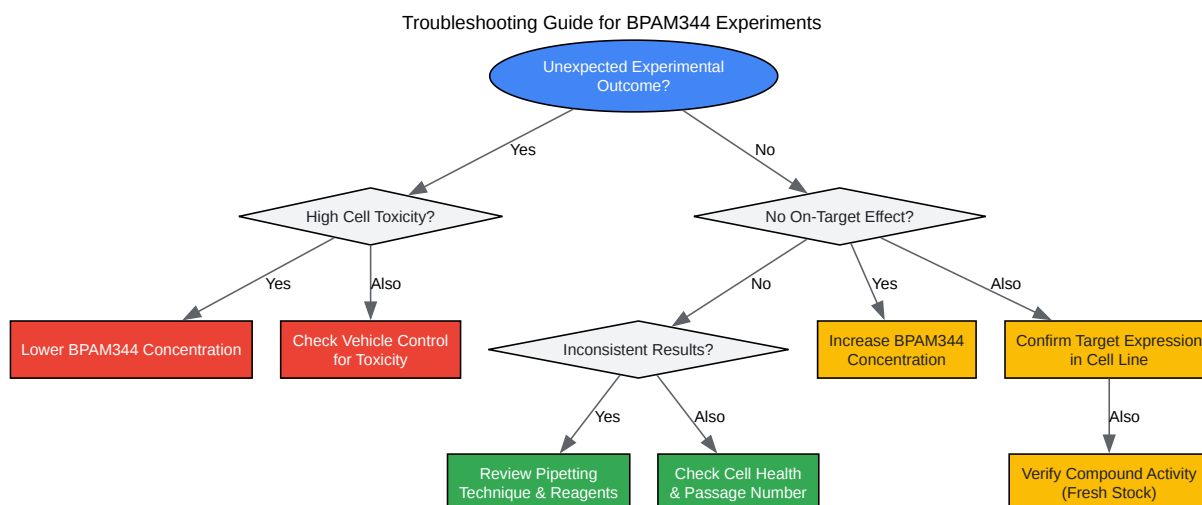 Troubleshooting Guide for BPAM344 Experiments
Unexpected Experimental
Outcome?
Yes
No
High Cell Toxicity?
No On-Target Effect?
Yes
Also
No
Yes
Also
Lower BPAM344 Concentration
Check Vehicle Control
for Toxicity
Inconsistent Results?
Increase BPAM344
Concentration
Confirm Target Expression
in Cell Line
Yes
Also
Also
Review Pipetting
Technique & Reagents
Check Cell Health
& Passage Number
Verify Compound Activity
(Fresh Stock)